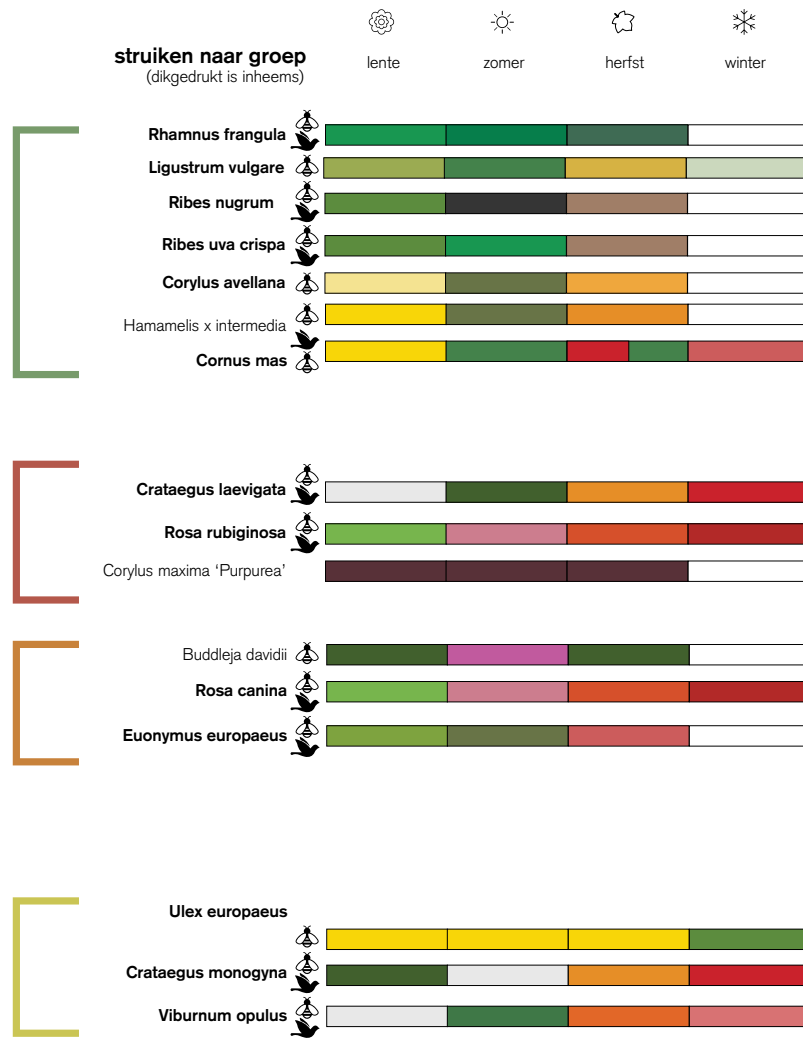 struiken naar groep
(dikgedrukt is inheems)
lente zomer herfst winter
Rhamnus frangula
Ligustrum vulgare
Ribes nugrum
Ribes uva crispa
Corylus avellana
Hamamelis x intermedia
Cornus mas
Crataegus laevigata
Rosa rubiginosa
Corylus maxima ‘Purpurea’
Buddleja davidii
Rosa canina
Euonymus europaeus
Ulex europaeus
Crataegus monogyna
Viburnum opulus